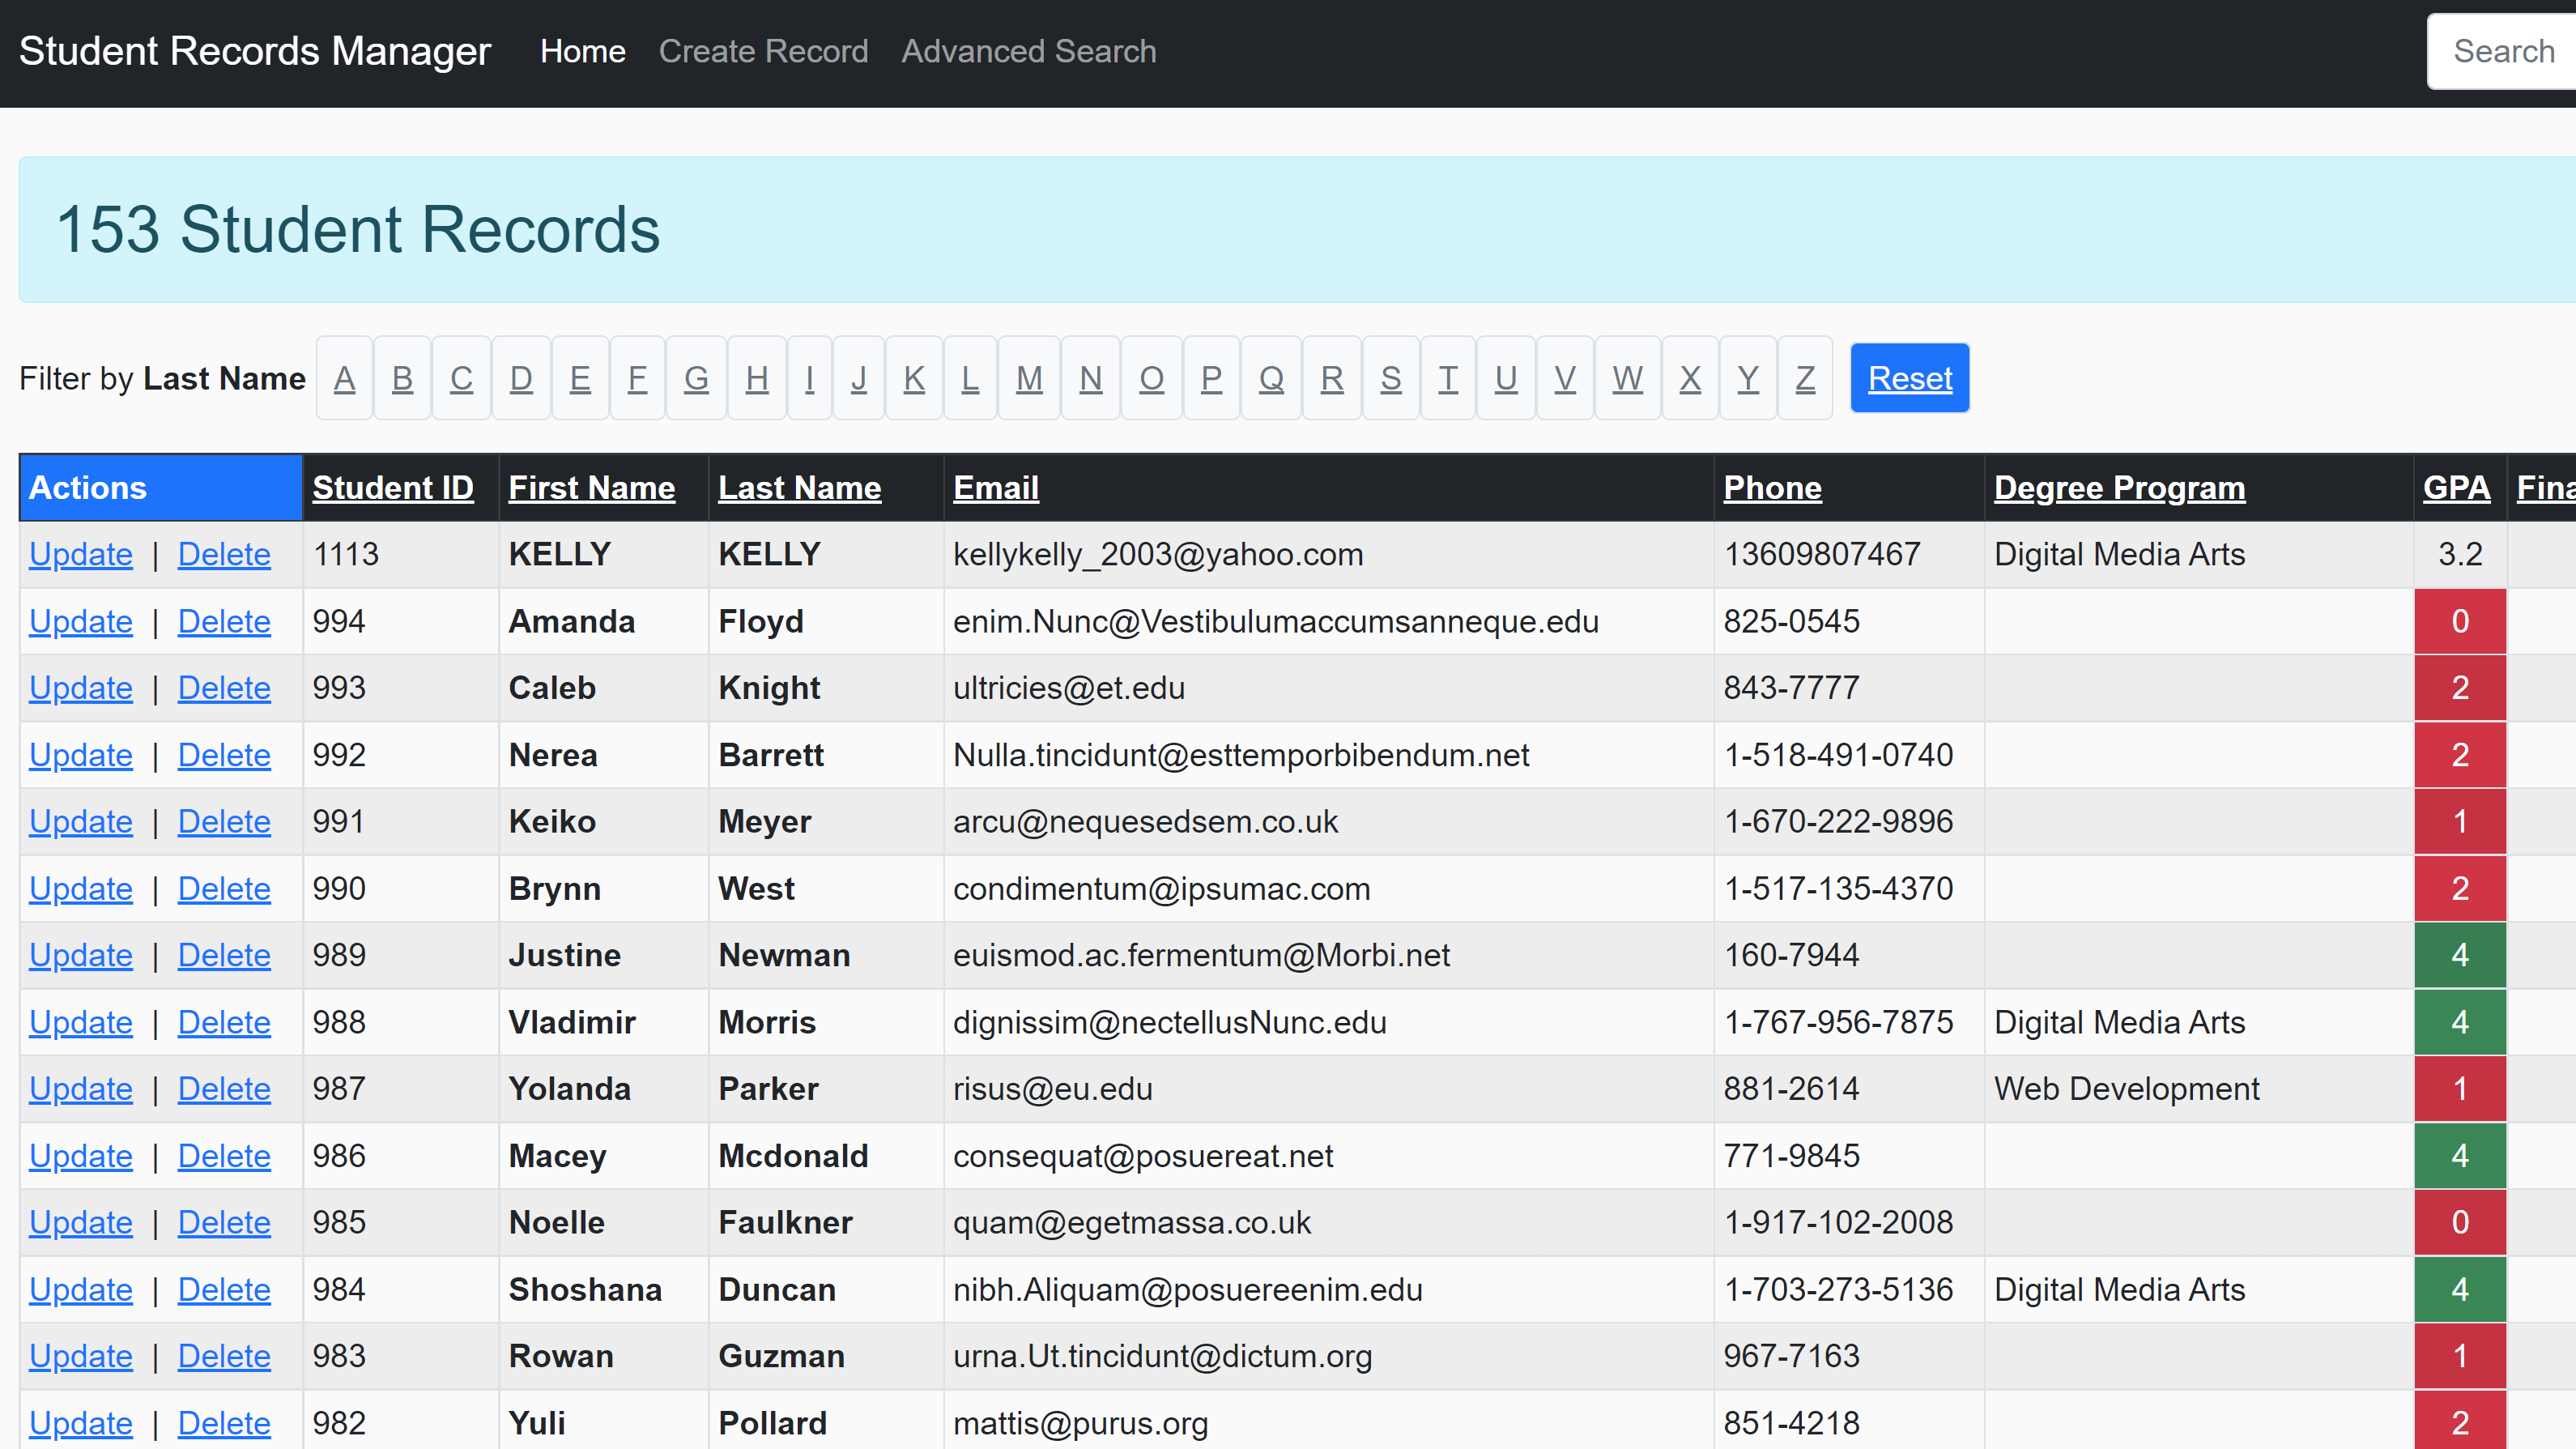 Student Records Manager Home Create Record Advanced Search Search
153 Student Records
Filter by Last Name A B C D E F G H I J K L M N O P Q R S T U V W X Y Z Reset
Actions Student ID First Name Last Name Email Phone Degree Program GPA
Update | Delete 1113 KELLY KELLY kellykelly_2003@yahoo.com 13609807467 Digital Media Arts 3.2
Update | Delete 994 Amanda Floyd enim.Nunc@Vestibulumaccumsanneque.edu 825-0545 0
Update | Delete 993 Caleb Knight ultricies@et.edu 843-7777 2
Update | Delete 992 Nerea Barrett Nulla.tincidunt@esttemporbibendum.net 1-518-491-0740 2
Update | Delete 991 Keiko Meyer arcu@nequesedsem.co.uk 1-670-222-9896 1
Update | Delete 990 Brynn West condimentum@ipsumac.com 1-517-135-4370 2
Update | Delete 989 Justine Newman euismod.ac.fermentum@Morbi.net 160-7944 4
Update | Delete 988 Vladimir Morris dignissim@nectellusNunc.edu 1-767-956-7875 Digital Media Arts 4
Update | Delete 987 Yolanda Parker risus@eu.edu 881-2614 Web Development 1
Update | Delete 986 Macey Mcdonald consequat@posuereat.net 771-9845 4
Update | Delete 985 Noelle Faulkner quam@egetmassa.co.uk 1-917-102-2008 0
Update | Delete 984 Shoshana Duncan nibh.Aliquam@posuereenim.edu 1-703-273-5136 Digital Media Arts 4
Update | Delete 983 Rowan Guzman urna.Ut.tincidunt@dictum.org 967-7163 1
Update | Delete 982 Yuli Pollard mattis@purus.org 851-4218 2